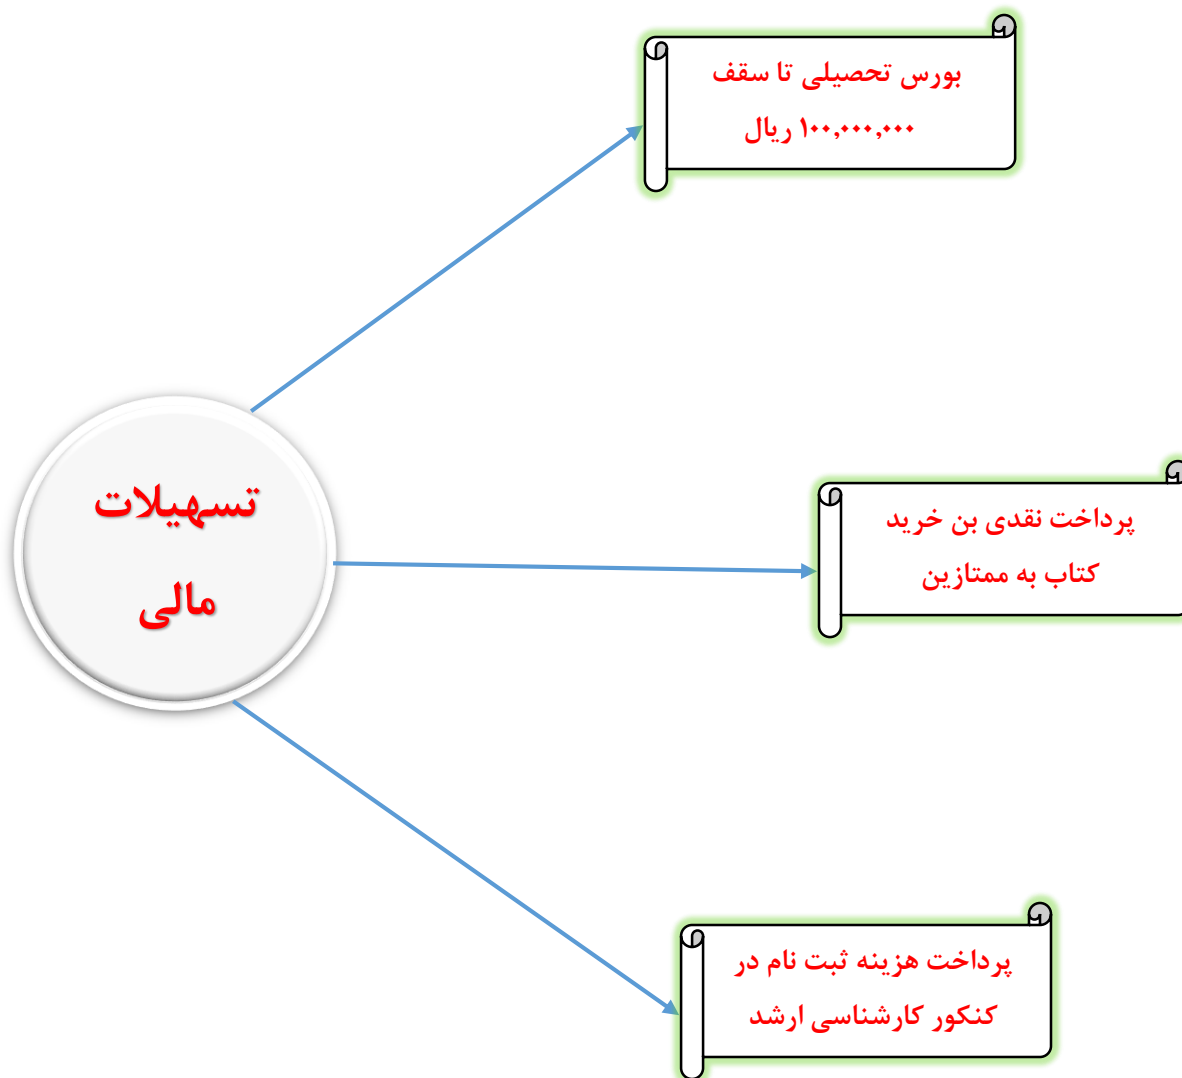 بورس تحصیلی تا سقف
۱۰۰,۰۰۰,۰۰۰ ریال
تسهیلات
مالی
پرداخت نقدی بن خرید
کتاب به ممتازین
پرداخت هزینه ثبت نام در
کنکور کارشناسی ارشد